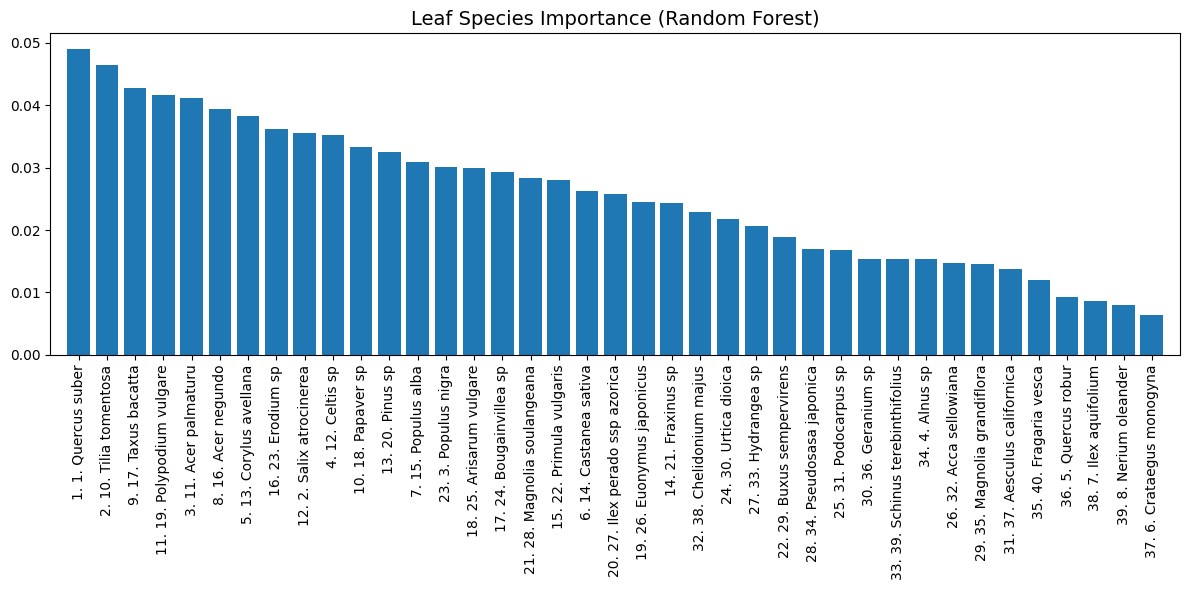 Leaf Species Importance (Random Forest)
0.05
0.04
0.03
0.02
0.01
0.00
1. 1. Quercus suber
2. 10. Tilia tomentosa
9. 17. Taxus bacatta
11. 19. Polypodium vulgare
3. 11. Acer palmaturu
8. 16. Acer negundo
5. 13. Corylus avellana
16. 23. Erodium sp
12. 2. Salix atrocinerea
4. 12. Celtis sp
10. 18. Papaver sp
13. 20. Pinus sp
7. 15. Populus alba
23. 3. Populus nigra
18. 25. Arisarum vulgare
17. 24. Bougainvillea sp
21. 28. Magnolia soulangeana
15. 22. Primula vulgaris
6. 14. Castanea sativa
20. 27. Ilex perado ssp azorica
19. 26. Euonymus japonicus
14. 21. Fraxinus sp
32. 38. Chelidonium majus
24. 30. Urtica dioica
27. 33. Hydrangea sp
22. 29. Buxus sempervirens
28. 34. Pseudosasa japonica
25. 31. Podocarpus sp
30. 36. Geranium sp
33. 39. Schinus terebinthifolius
34. 4. Alnus sp
26. 32. Acca sellowiana
29. 35. Magnolia grandiflora
31. 37. Aesculus californica
35. 40. Fragaria vesca
36. 5. Quercus robur
38. 7. Ilex aquifolium
39. 8. Nerium oleander
37. 6. Crataegus monogyna